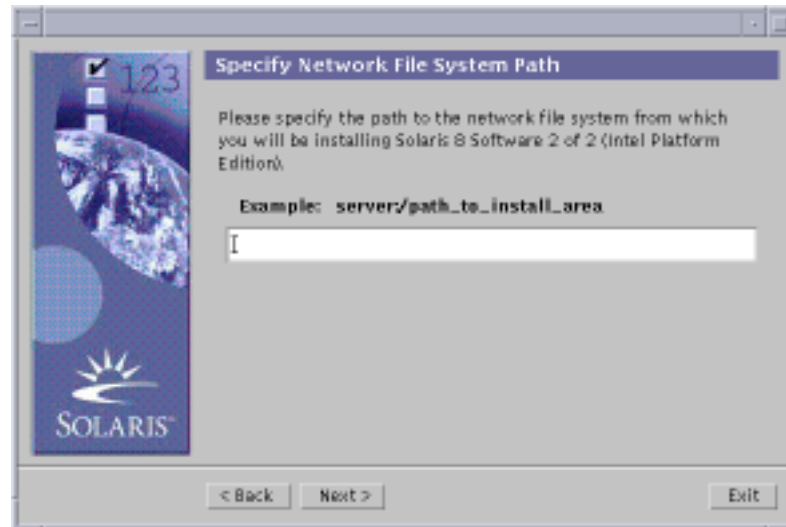 123
Specify Network File System Path
Please specify the path to the network file system from which
you will be installing Solaris 8 Software 2 of 2 (Intel Platform
Edition).
Example: server:/path_to_install_area
SOLARIS™
< Back
Next >
Exit